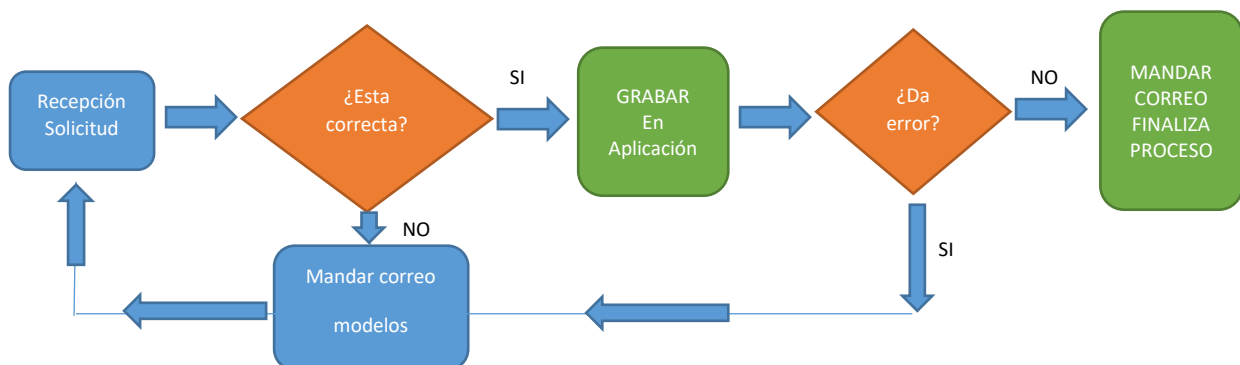 Recepción
Solicitud
¿Esta
correcta?
SI
GRABAR
En
Aplicación
¿Da
error?
NO
MANDAR
CORREO
FINALIZA
PROCESO
NO
Mandar correo
modelos
SI